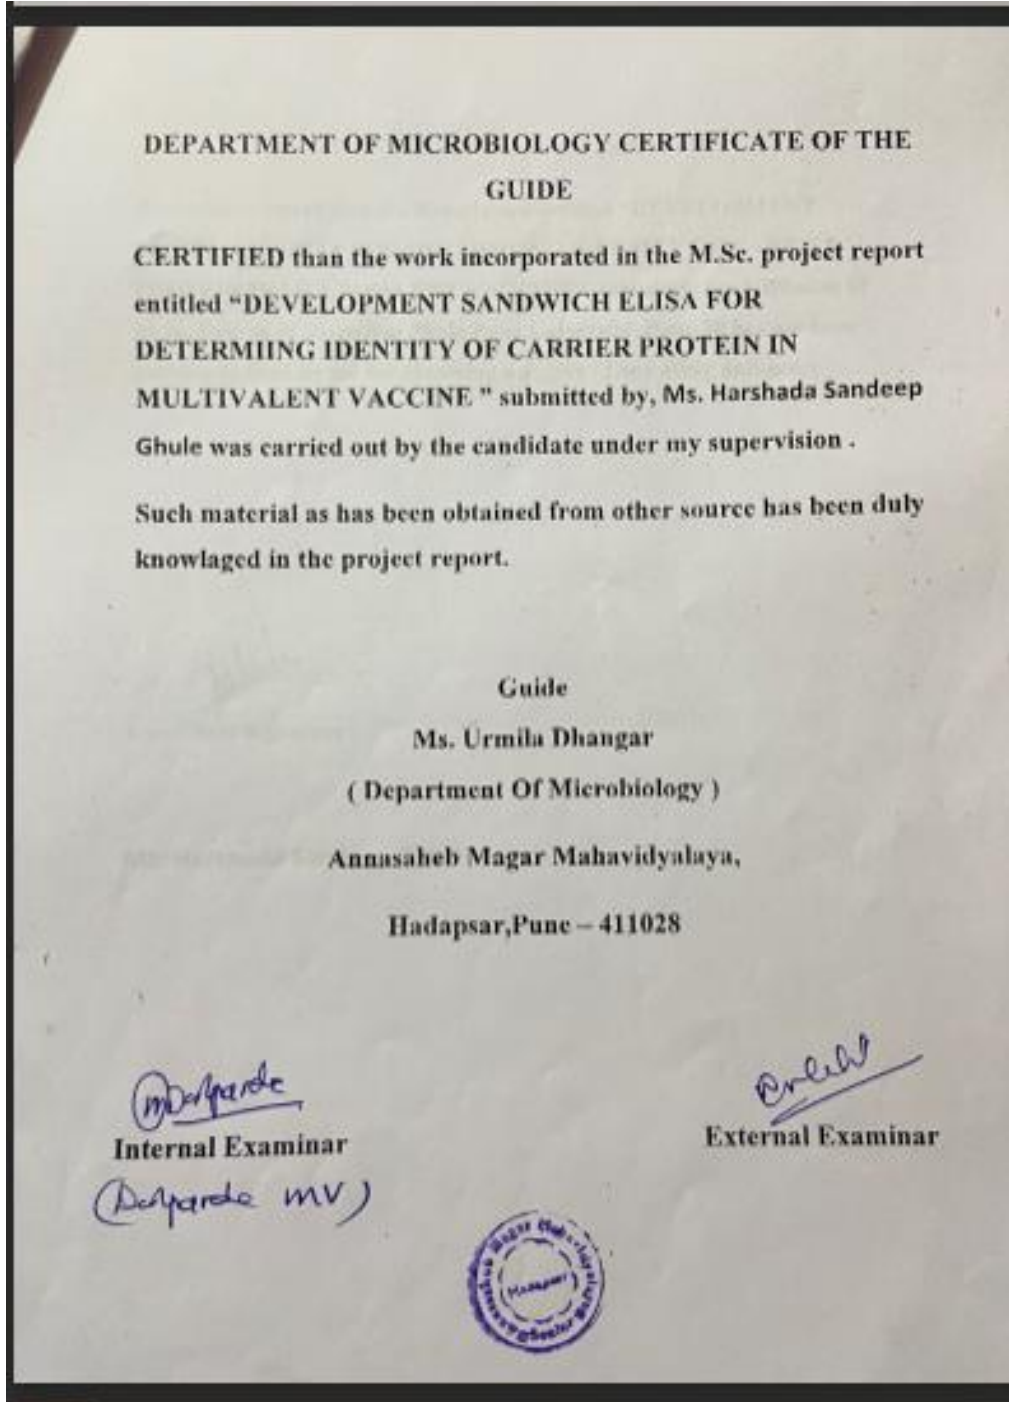 DEPARTMENT OF MICROBIOLOGY CERTIFICATE OF THE
GUIDE
CERTIFIED than the work incorporated in the M.Sc. project report
entitled “DEVELOPMENT SANDWICH ELISA FOR
DETERMIING IDENTITY OF CARRIER PROTEIN IN
MULTIVALENT VACCINE ” submitted by, Ms. Harshada Sandeep
Ghule was carried out by the candidate under my supervision .
Such material as has been obtained from other source has been duly
knowlaged in the project report.
Guide
Ms. Urmila Dhangar
( Department Of Microbiology )
Annasaheb Magar Mahavidyalaya,
Hadapsar,Pune – 411028
Internal Examinar
External Examinar
MV)
Magar
Hadapsar